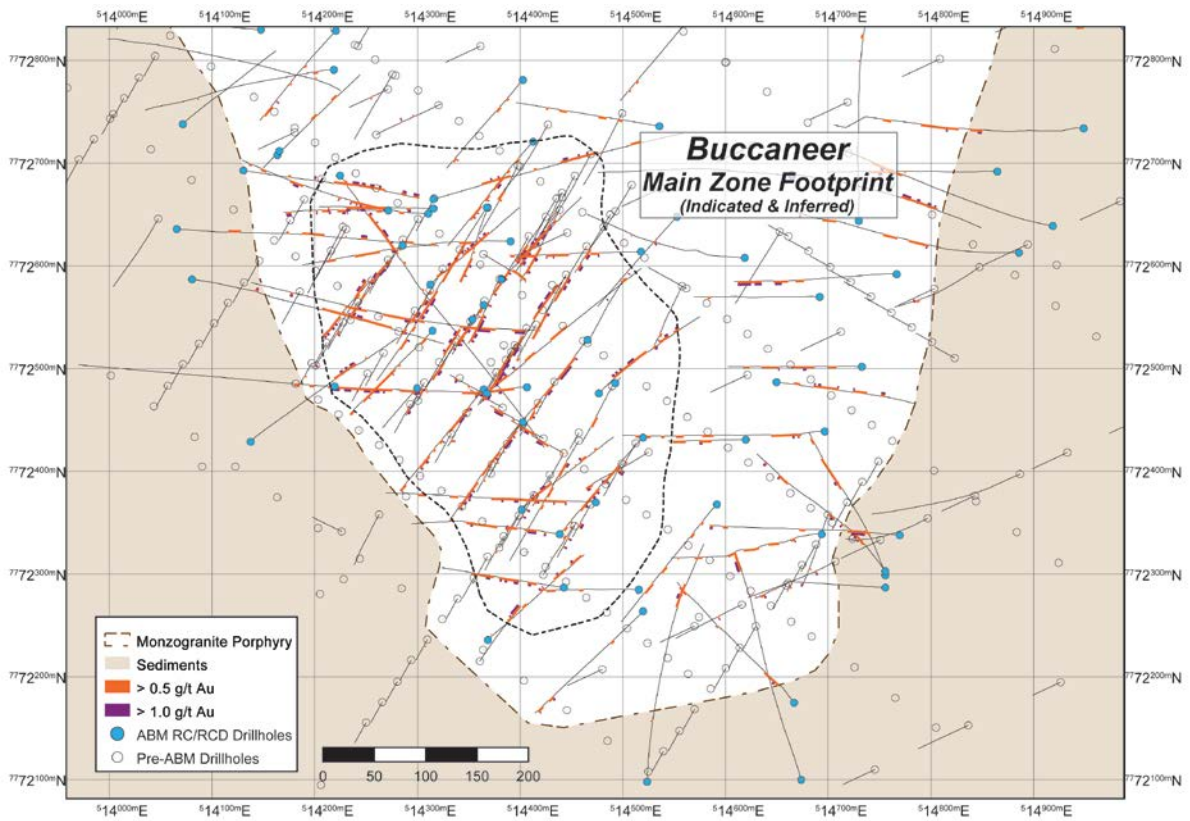 514000mE 514100mE 514200mE 514300mE 514400mE 514500mE 514600mE 514700mE 514800mE 514900mE
7772800mN 7772800mN
Buccaneer
Main Zone Footprint
(Indicated & Inferred)
7772700mN 7772700mN
7772600mN 7772600mN
7772500mN 7772500mN
7772400mN 7772400mN
7772300mN 7772300mN
7772200mN 7772200mN
7772100mN 7772100mN
Monzogranite Porphyry
Sediments
> 0.5 g/t Au
> 1.0 g/t Au
ABM RC/RCD Drillholes
Pre-ABM Drillholes
0 50 100 150 200
514000mE 514100mE 514200mE 514300mE 514400mE 514500mE 514600mE 514700mE 514800mE 514900mE